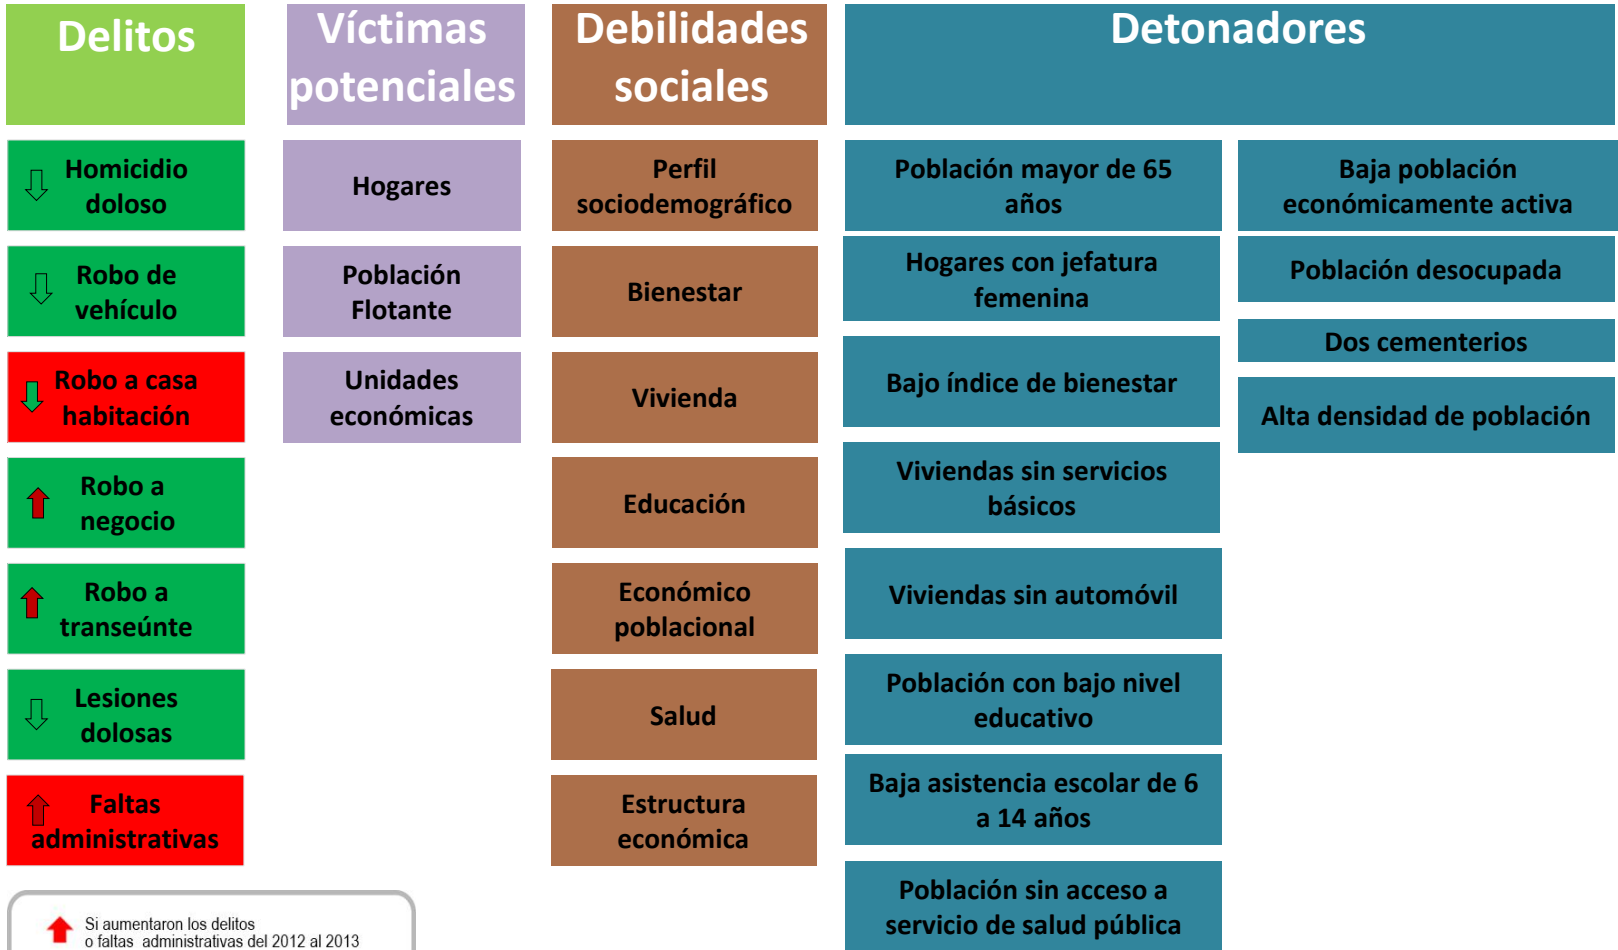 Delitos
Víctimas
potenciales
Debilidades
sociales
Detonadores
Homicidio
doloso
Robo de
vehículo
Robo a casa
habitación
Robo a
negocio
Robo a
transeúnte
Lesiones
dolosas
Faltas
administrativas
Hogares
Población
Flotante
Unidades
económicas
Perfil
sociodemográfico
Bienestar
Vivienda
Educación
Económico
poblacional
Salud
Estructura
económica
Población mayor de 65
años
Hogares con jefatura
femenina
Bajo índice de bienestar
Viviendas sin servicios
básicos
Viviendas sin automóvil
Población con bajo nivel
educativo
Baja asistencia escolar de 6
a 14 años
Población sin acceso a
servicio de salud pública
Baja población
económicamente activa
Población desocupada
Dos cementerios
Alta densidad de población
Si aumentaron los delitos
o faltas administrativas del 2012 al 2013